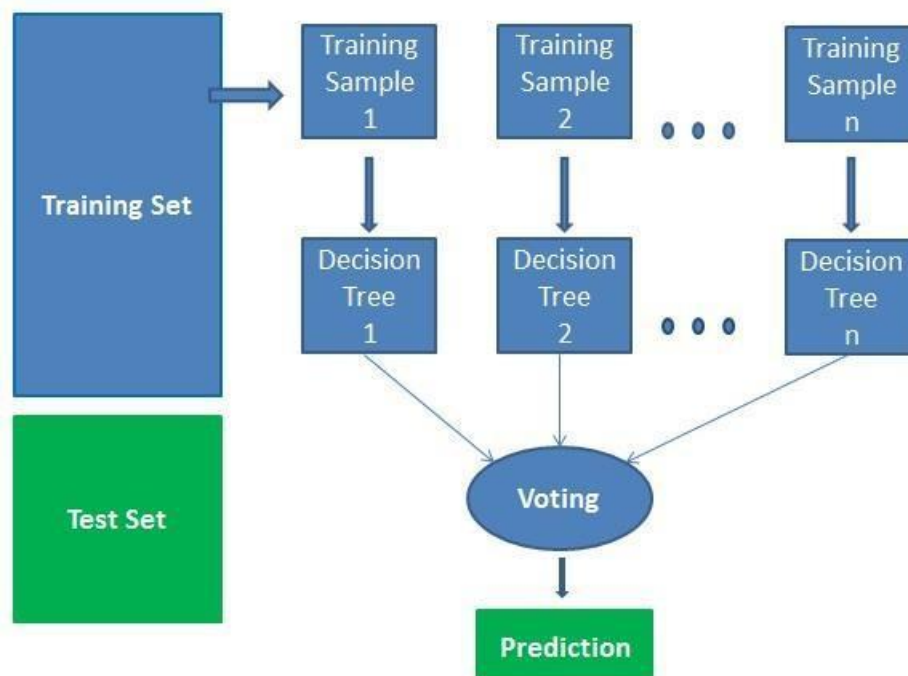 Training
Sample
1
Training
Sample
2
Training
Sample
n
Training Set
Decision
Tree
1
Decision
Tree
2
Decision
Tree
n
Test Set
Voting
Prediction